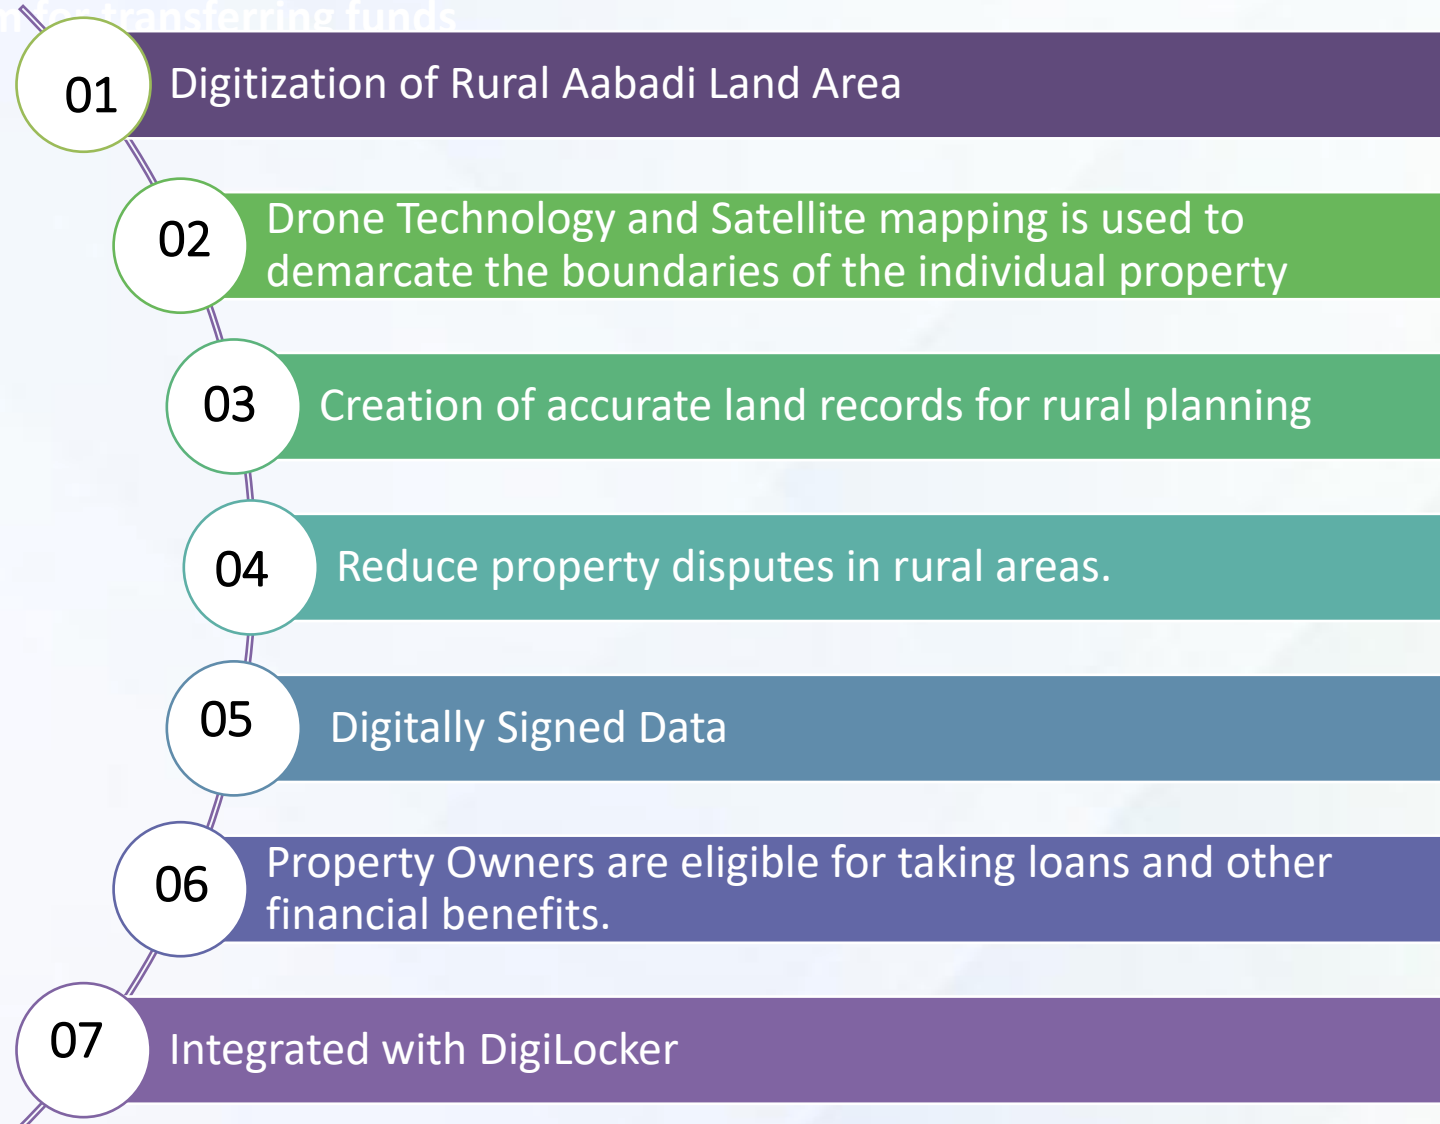 m for transferring funds
01
Digitization of Rural Aabadi Land Area
02
Drone Technology and Satellite mapping is used to
demarcate the boundaries of the individual property
03
Creation of accurate land records for rural planning
04
Reduce property disputes in rural areas.
05
Digitally Signed Data
06
Property Owners are eligible for taking loans and other
financial benefits.
07
Integrated with DigiLocker